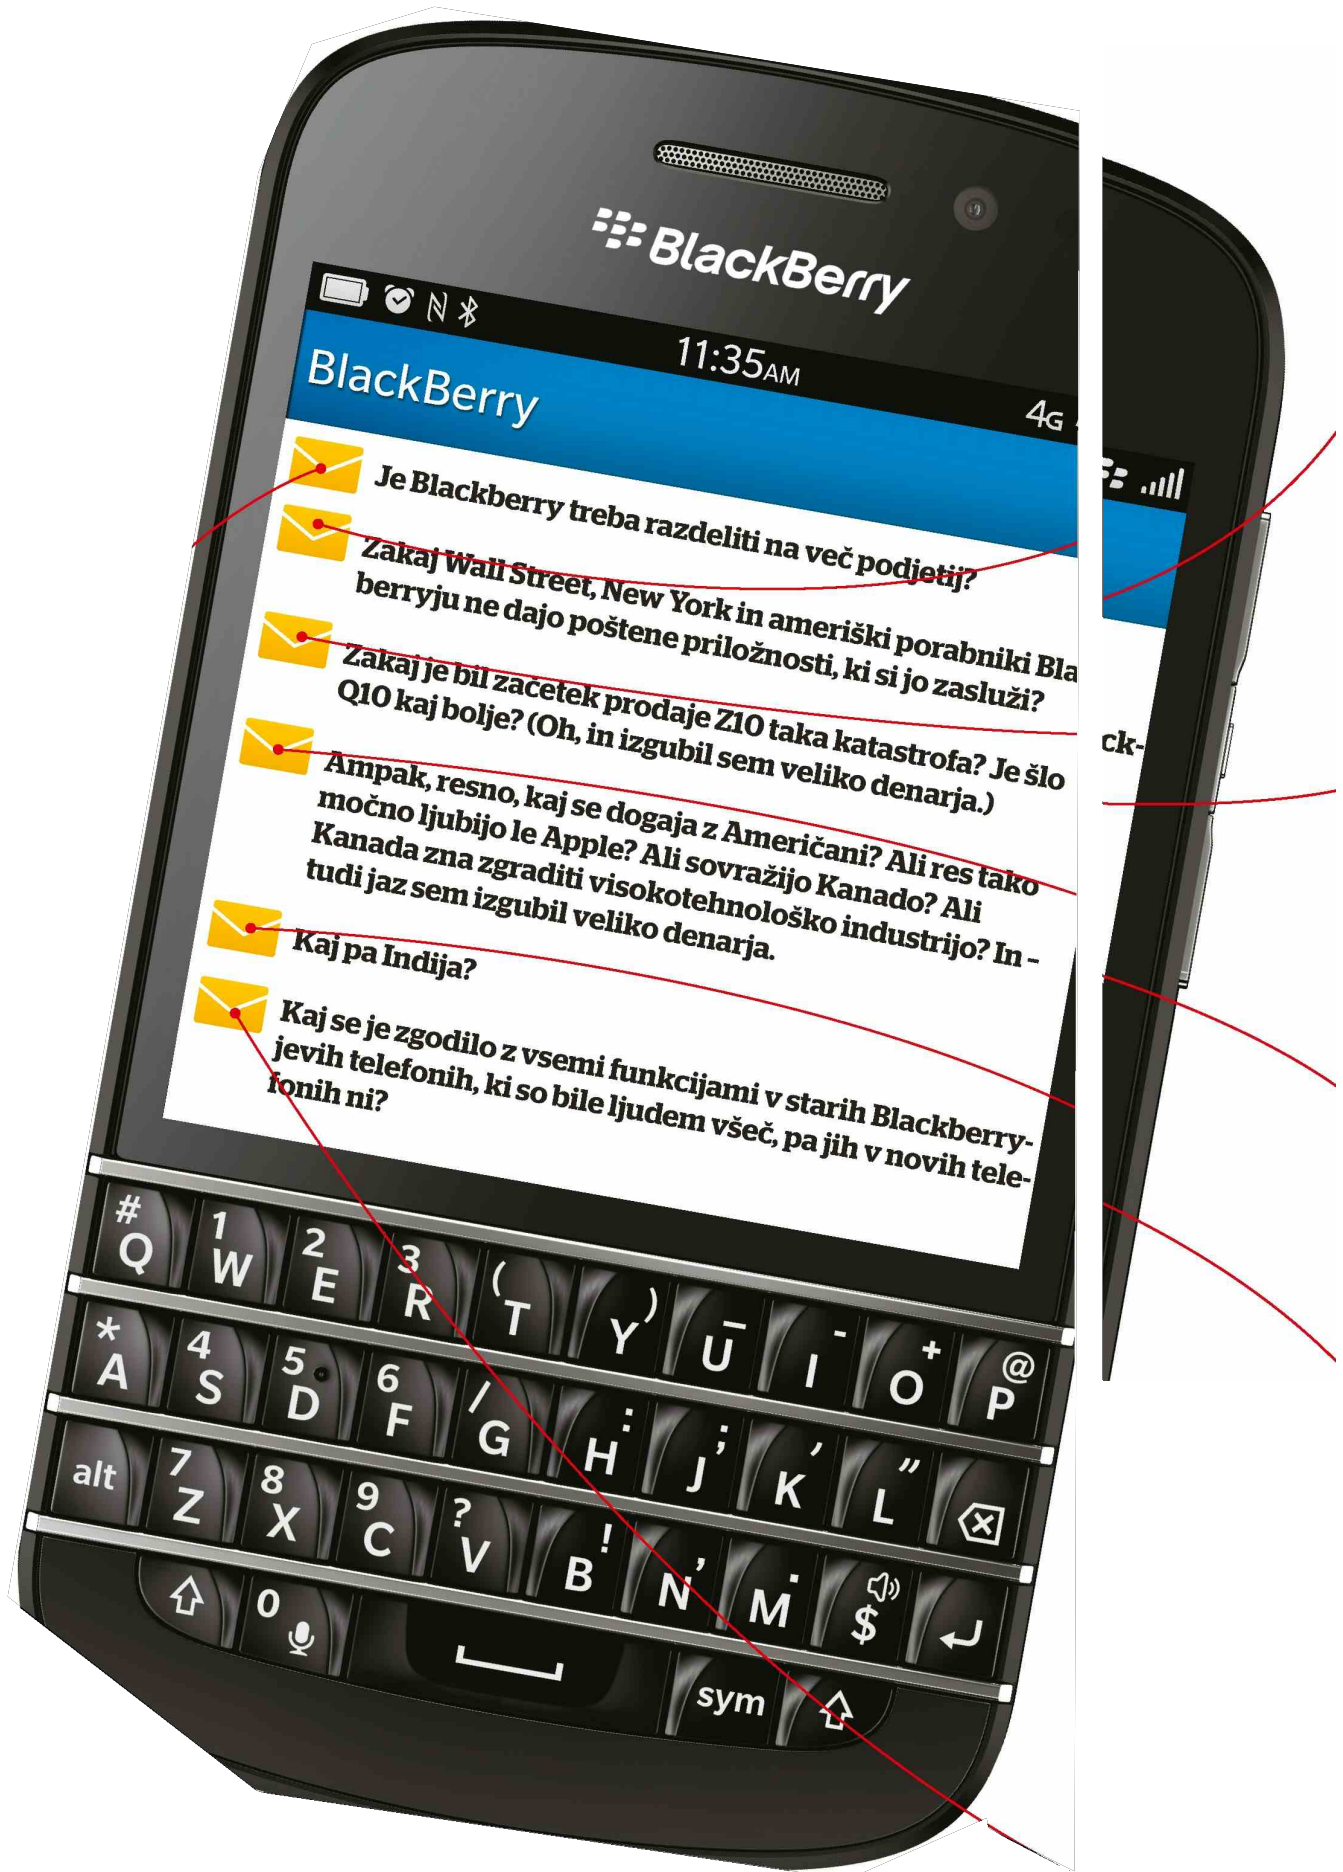 BlackBerry
11:35AM
4G
BlackBerry
Je Blackberry treba razdeliti na več podjetij?
Zakaj Wall Street, New York in ameriški porabniki Black-
berryju ne dajo poštene priložnosti, ki si jo zasluži?
Zakaj je bil začetek prodaje Z10 taka katastrofa? Je šlo
Q10 kaj bolje? (Oh, in izgubil sem veliko denarja.)
Ampak, resno, kaj se dogaja z Američani? Ali res tako
močno ljubijo le Apple? Ali sovražijo Kanado? Ali
Kanada zna zgraditi visokotehnološko industrijo? In –
tudi jaz sem izgubil veliko denarja.
Kaj pa Indija?
Kaj se je zgodilo z vsemi funkcijami v starih Blackberry-
jevih telefonih, ki so bile ljudem všeč, pa jih v novih tele-
fonih ni?
# 1 2 3 ( ) _ - + @
Q W E R T Y U I O P
* 4 5 6 / : ; ' "
A S D F G H J K L
alt 7 8 9 ? ! , . $
Z X C V B N M
0 sym